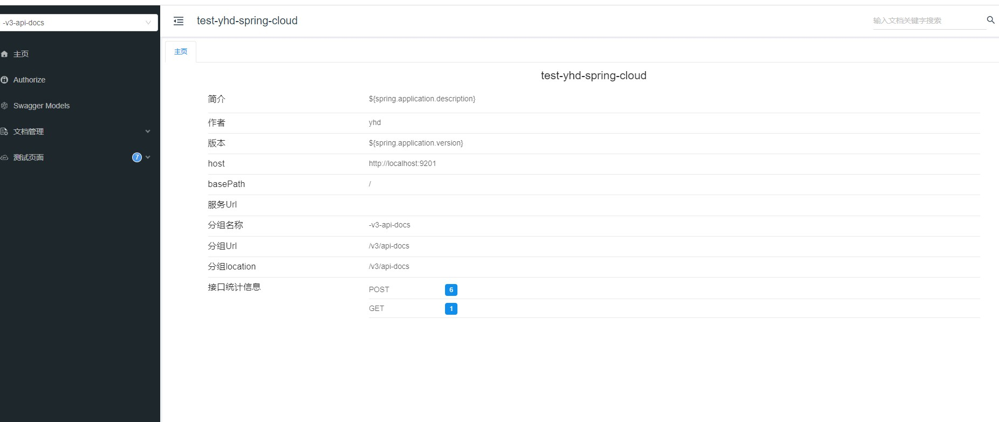 -v3-api-docs
test-yhd-spring-cloud
输入文档关键字搜索
主页
Authorize
Swagger Models
文档管理
测试页面 7
主页
test-yhd-spring-cloud
简介 ${spring.application.description}
作者 yhd
版本 ${spring.application.version}
host http://localhost:9201
basePath /
服务Url
分组名称 -v3-api-docs
分组Url /v3/api-docs
分组location /v3/api-docs
接口统计信息 POST 6
GET 1